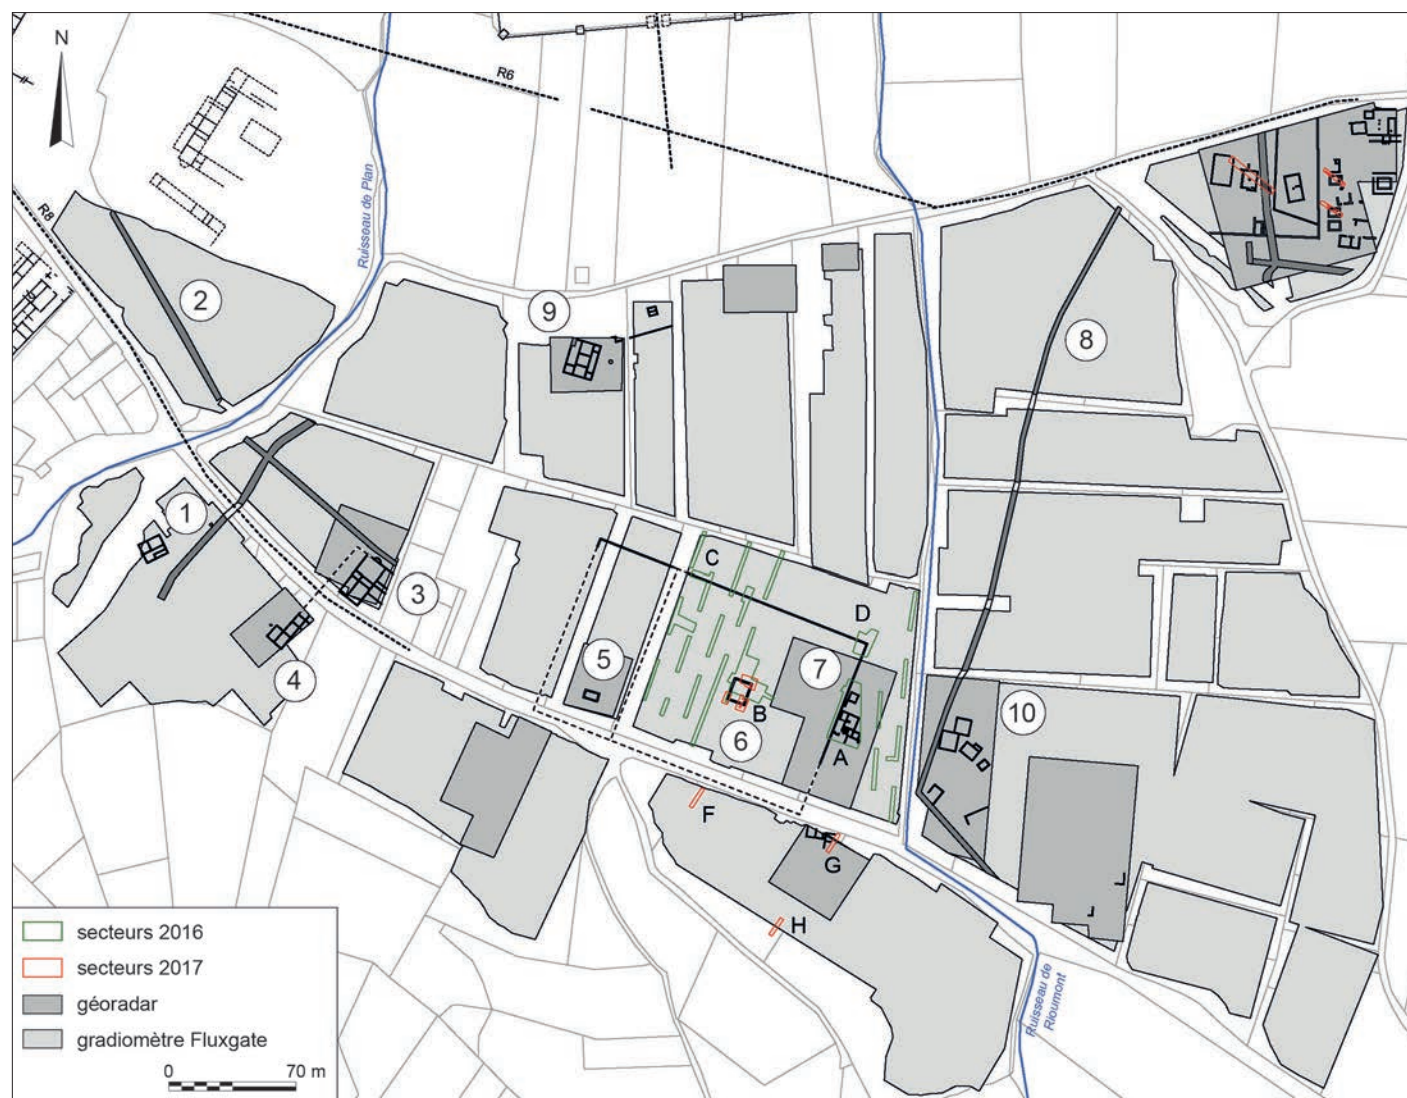 N
R6
R8
Ruisseau de Plan
2
9
8
1
3
C
D
5
7
4
B
6
A
10
F
F
G
H
Ruisseau de
Rioumont
secteurs 2016
secteurs 2017
géoradar
gradiomètre Fluxgate
0 70 m